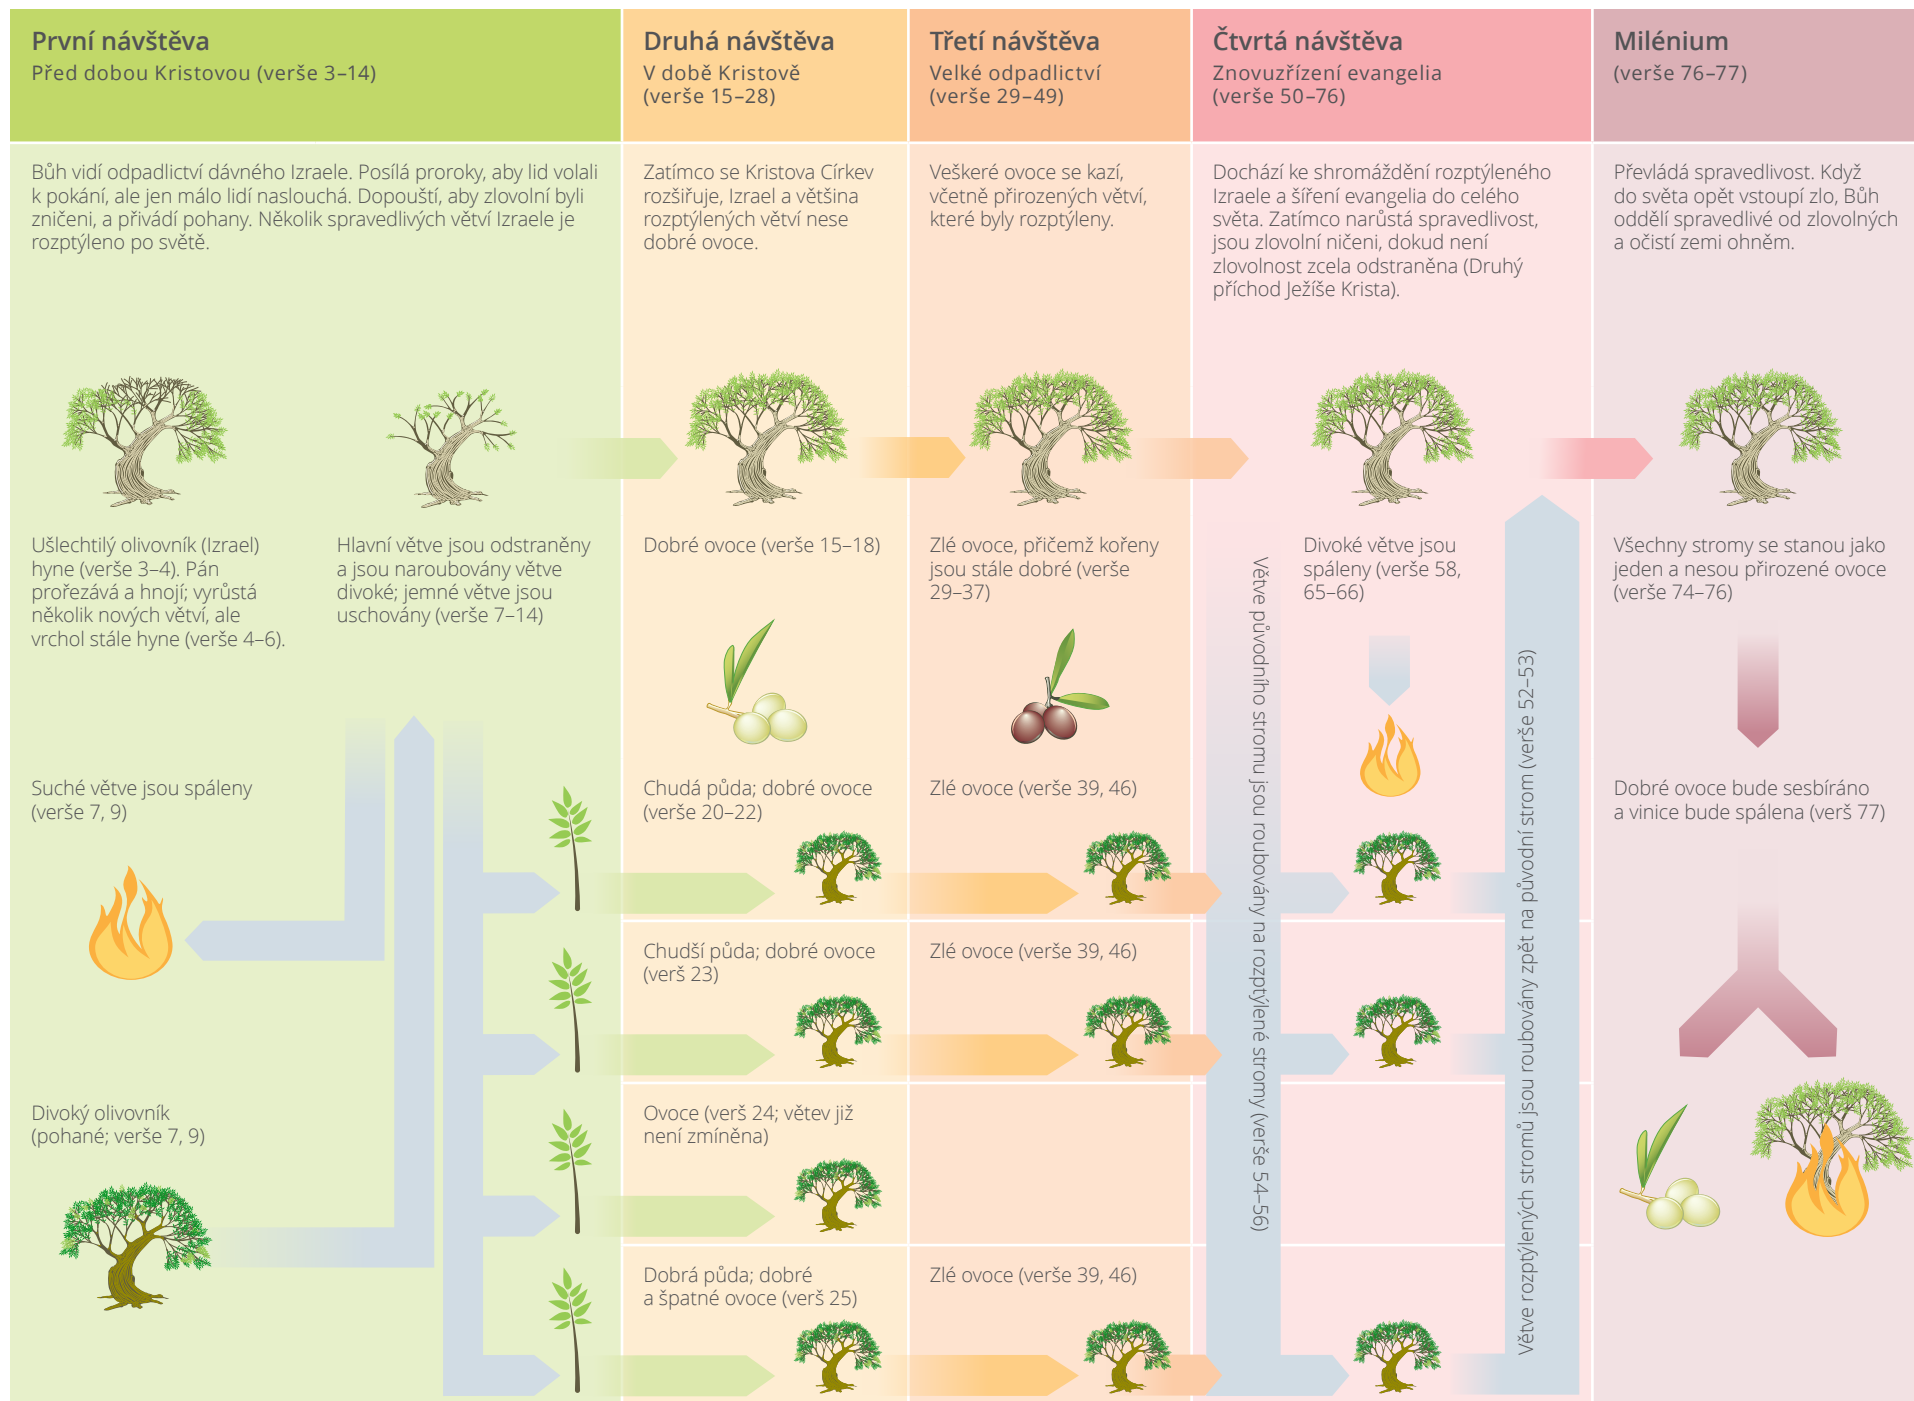 První návštěva
Před dobou Kristovou (verše 3–14)
Druhá návštěva
V době Kristově
(verše 15–28)
Třetí návštěva
Velké odpadlictví
(verše 29–49)
Čtvrtá návštěva
Znovuzřízení evangelia
(verše 50–76)
Milénium
(verše 76–77)
Bůh vidí odpadlictví dávného Izraele. Posílá proroky, aby lid volali
k pokání, ale jen málo lidí naslouchá. Dopouští, aby zlovolní byli
zničeni, a přivádí pohany. Několik spravedlivých větví Izraele je
rozptýleno po světě.
Zatímco se Kristova Církev
rozšiřuje, Izrael a většina
rozptýlených větví nese
dobré ovoce.
Veškeré ovoce se kazí,
včetně přirozených větví,
které byly rozptýleny.
Dochází ke shromáždění rozptýleného
Izraele a šíření evangelia do celého
světa. Zatímco narůstá spravedlivost,
jsou zlovolní ničeni, dokud není
zlovolnost zcela odstraněna (Druhý
příchod Ježíše Krista).
Převládá spravedlivost. Když
do světa opět vstoupí zlo, Bůh
oddělí spravedlivé od zlovolných
a očistí zemi ohněm.
Ušlechtilý olivovník (Izrael)
hyne (verše 3–4). Pán
prořezává a hnojí; vyrůstá
několik nových větví, ale
vrchol stále hyne (verše 4–6).
Hlavní větve jsou odstraněny
a jsou naroubovány větve
divoké; jemné větve jsou
uschovány (verše 7–14)
Dobré ovoce (verše 15–18)
Zlé ovoce, přičemž kořeny
jsou stále dobré (verše
29–37)
Větve původního stromu jsou roubovány na rozptýlené stromy (verše 54–56)
Divoké větve jsou
spáleny (verše 58,
65–66)
Větve rozptýlených stromů jsou roubovány zpět na původní strom (verše 52–53)
Všechny stromy se stanou jako
jeden a nesou přirozené ovoce
(verše 74–76)
Suché větve jsou spáleny
(verše 7, 9)
Chudá půda; dobré ovoce
(verše 20–22)
Zlé ovoce (verše 39, 46)
Dobré ovoce bude sesbíráno
a vinice bude spálena (verš 77)
Chudší půda; dobré ovoce
(verš 23)
Zlé ovoce (verše 39, 46)
Divoký olivovník
(pohané; verše 7, 9)
Ovoce (verš 24; větev již
není zmíněna)
Dobrá půda; dobré
a špatné ovoce (verš 25)
Zlé ovoce (verše 39, 46)